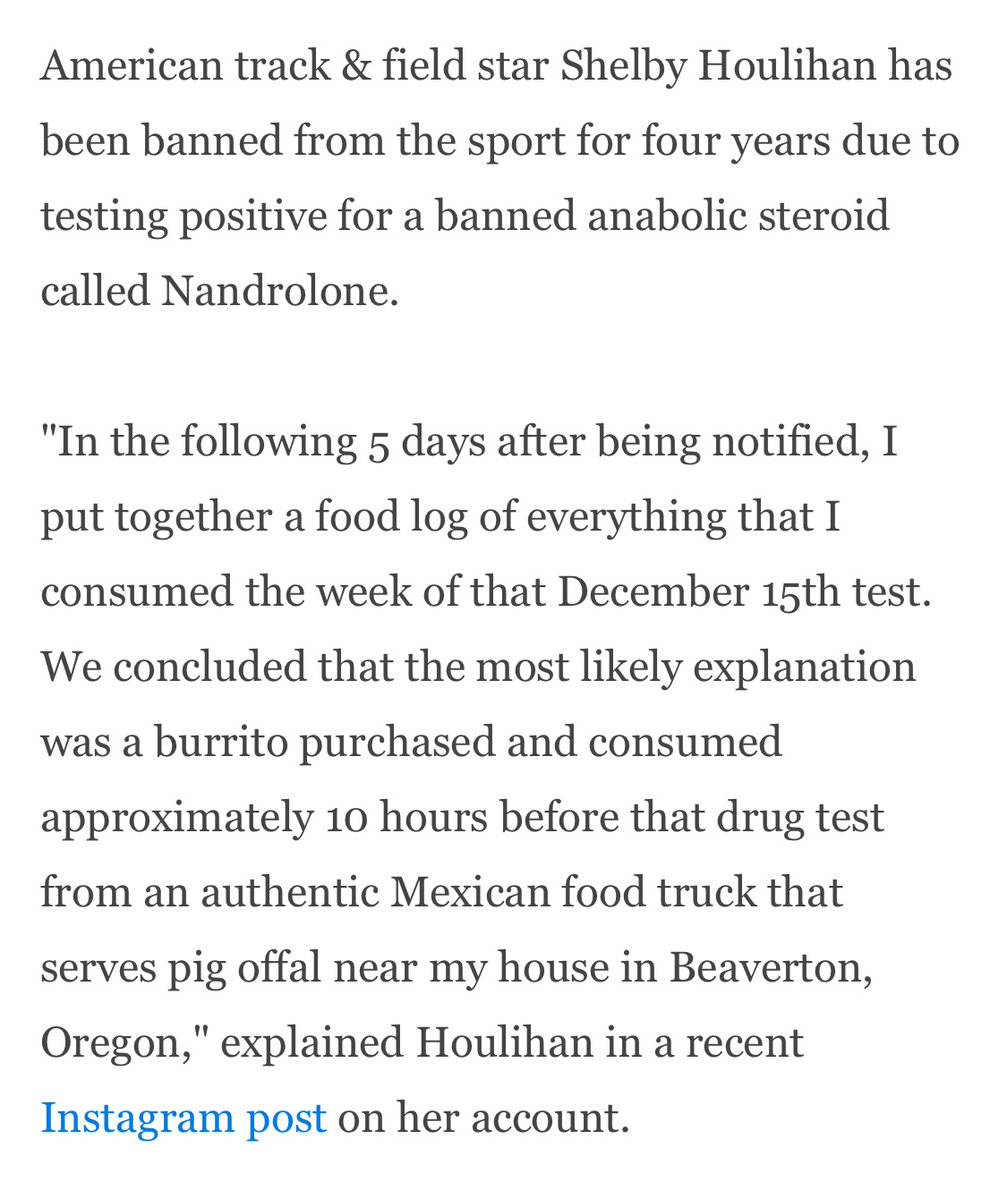 American track & field star Shelby Houlihan has
been banned from the sport for four years due to
testing positive for a banned anabolic steroid
called Nandrolone.
"In the following 5 days after being notified, I
put together a food log of everything that I
consumed the week of that December 15th test.
We concluded that the most likely explanation
was a burrito purchased and consumed
approximately 10 hours before that drug test
from an authentic Mexican food truck that
serves pig offal near my house in Beaverton,
Oregon," explained Houlihan in a recent
Instagram post on her account.